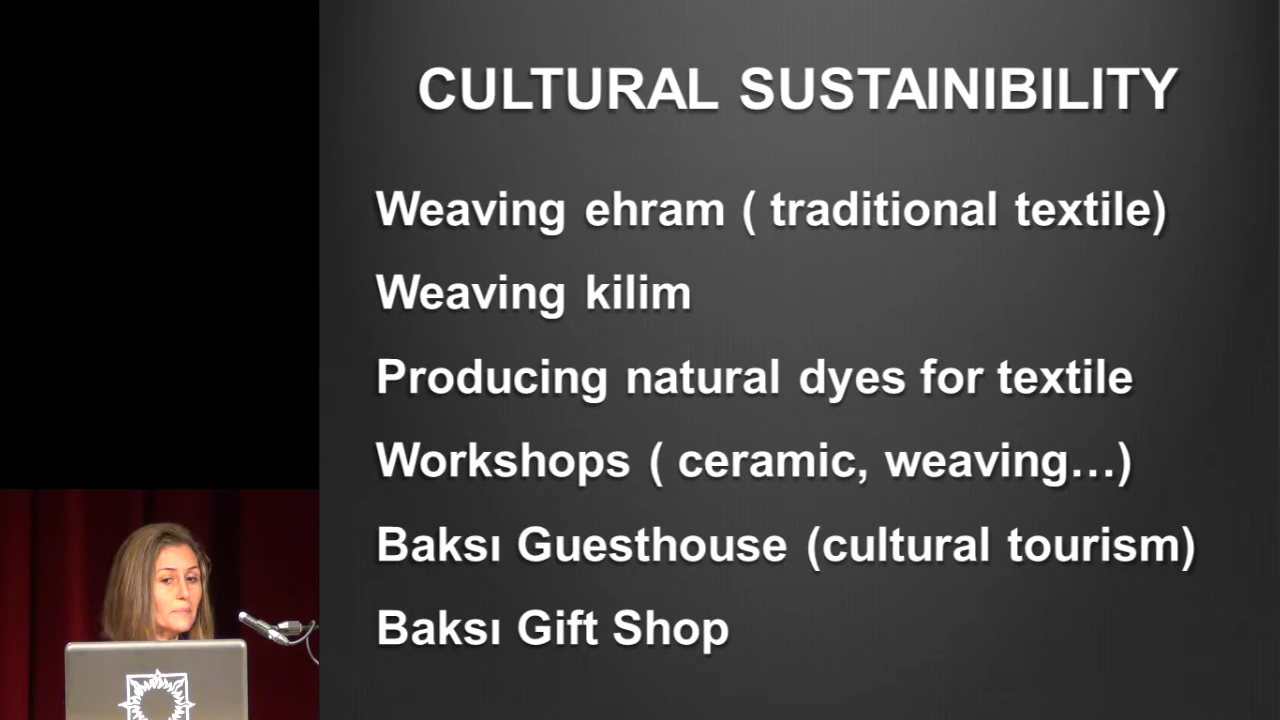 CULTURAL SUSTAINIBILITY
Weaving ehram ( traditional textile)
Weaving kilim
Producing natural dyes for textile
Workshops ( ceramic, weaving…)
Baksı Guesthouse (cultural tourism)
Baksı Gift Shop